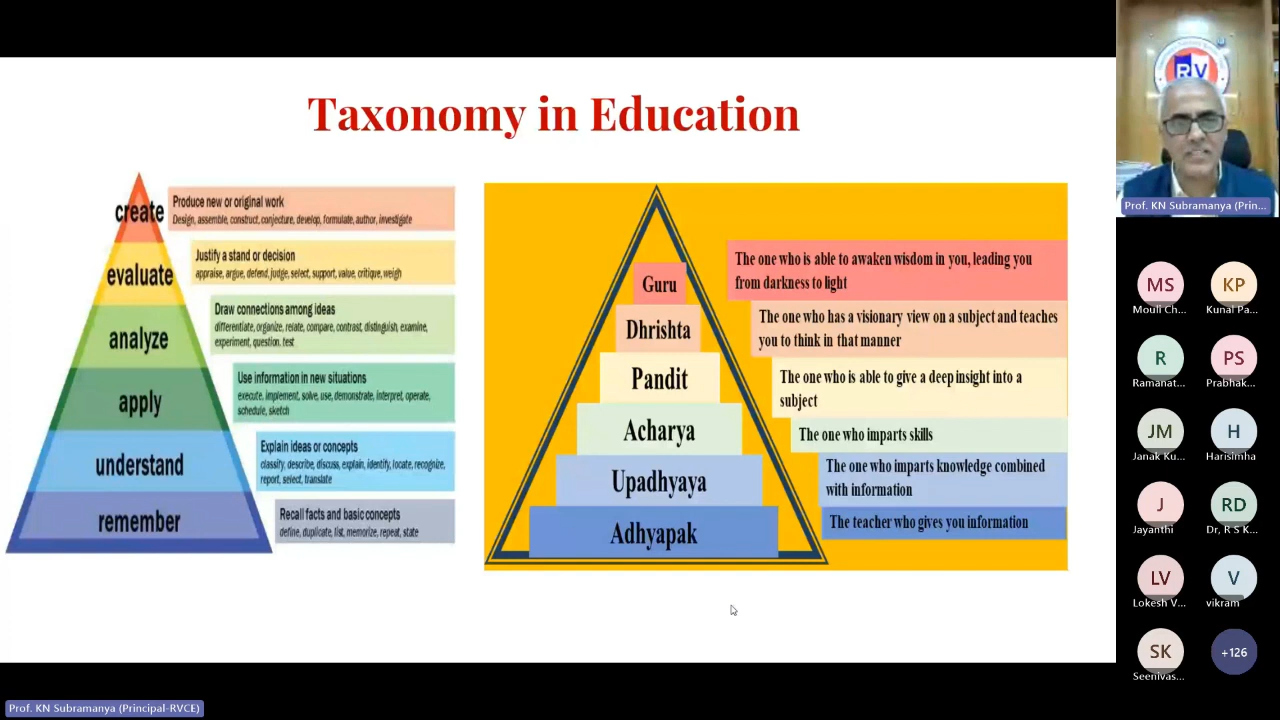 Taxonomy in Education
create
Produce new or original work
Design, assemble, construct, conjecture, develop, formulate, author, investigate
evaluate
Justify a stand or decision
appraise, argue, defend, judge, select, support, value, critique, weigh
analyze
Draw connections among ideas
differentiate, organize, relate, compare, contrast, distinguish, examine,
experiment, question, test
apply
Use information in new situations
execute, implement, solve, use, demonstrate, interpret, operate,
schedule, sketch
understand
Explain ideas or concepts
classify, describe, discuss, explain, identify, locate, recognize,
report, select, translate
remember
Recall facts and basic concepts
define, duplicate, list, memorize, repeat, state
Guru
The one who is able to awaken wisdom in you, leading you
from darkness to light
Dhrishta
The one who has a visionary view on a subject and teaches
you to think in that manner
Pandit
The one who is able to give a deep insight into a
subject
Acharya
The one who imparts skills
Upadhyaya
The one who imparts knowledge combined
with information
Adhyapak
The teacher who gives you information
RV
Prof. KN Subramanya (Prin...
MS
KP
Mouli Ch...
Kunal Pa...
R
PS
Ramanat...
Prabhak...
JM
H
Janak Ku...
Harisimha
J
RD
Jayanthi
Dr, R S K...
LV
V
Lokesh V...
vikram
SK
+126
Seenivas...
Prof. KN Subramanya (Principal-RVCE)